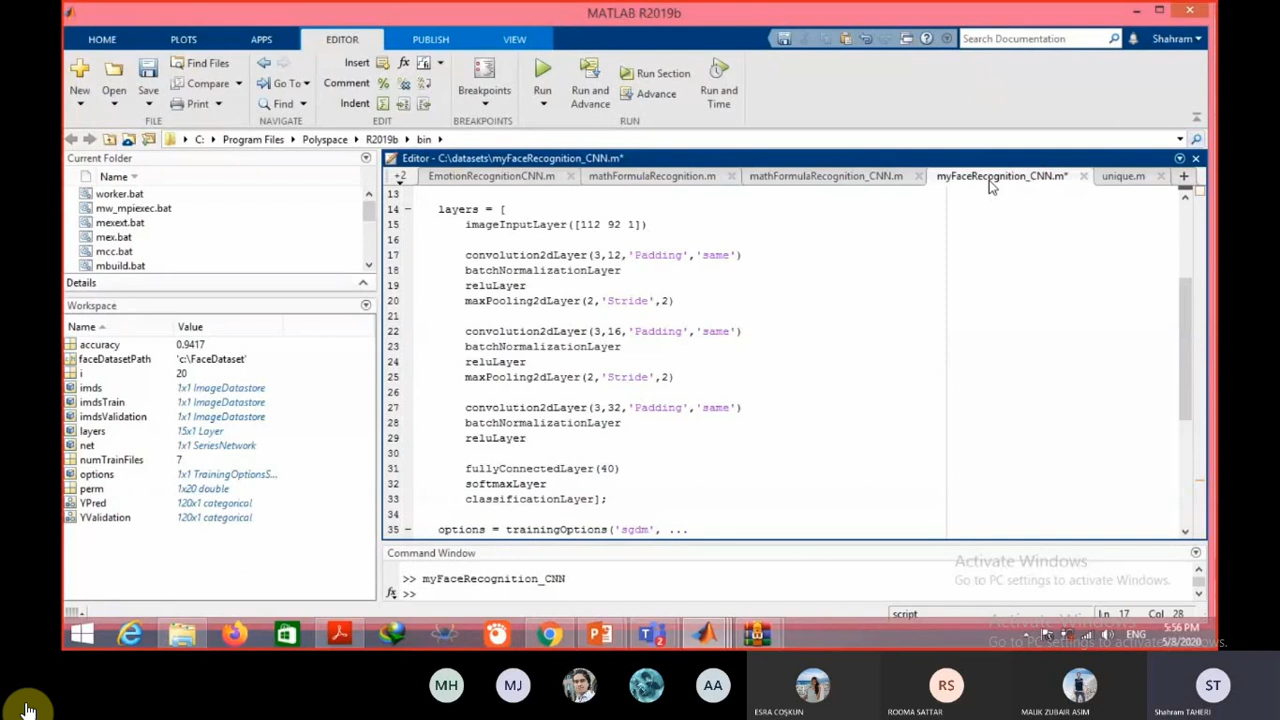 MATLAB R2019b
HOME PLOTS APPS EDITOR PUBLISH VIEW Search Documentation Shahram
New Open Save Find Files Compare Print Insert Comment Indent Go To Find Breakpoints Run Run and Advance Run Section Advance Run and Time
FILE NAVIGATE EDIT BREAKPOINTS RUN
C: Program Files Polyspace R2019b bin
Current Folder
Name
worker.bat
mw_mpiexec.bat
mexext.bat
mex.bat
mcc.bat
mbuild.bat
Details
Workspace
Name Value
accuracy 0.9417
faceDatasetPath 'c:\FaceDataset'
i 20
imds 1x1 ImageDatastore
imdsTrain 1x1 ImageDatastore
imdsValidation 1x1 ImageDatastore
layers 15x1 Layer
net 1x1 SeriesNetwork
numTrainFiles 7
options 1x1 TrainingOptionsS...
perm 1x20 double
YPred 120x1 categorical
YValidation 120x1 categorical
Editor - C:\datasets\myFaceRecognition_CNN.m*
+2 EmotionRecognitionCNN.m mathFormulaRecognition.m mathFormulaRecognition_CNN.m myFaceRecognition_CNN.m* unique.m
13
14 layers = [
15 imageInputLayer([112 92 1])
16
17 convolution2dLayer(3,12,'Padding','same')
18 batchNormalizationLayer
19 reluLayer
20 maxPooling2dLayer(2,'Stride',2)
21
22 convolution2dLayer(3,16,'Padding','same')
23 batchNormalizationLayer
24 reluLayer
25 maxPooling2dLayer(2,'Stride',2)
26
27 convolution2dLayer(3,32,'Padding','same')
28 batchNormalizationLayer
29 reluLayer
30
31 fullyConnectedLayer(40)
32 softmaxLayer
33 classificationLayer];
34
35 options = trainingOptions('sgdm', ...
Command Window
>> myFaceRecognition_CNN
fx >>
Activate Windows
Go to PC settings to activate Windows.
script Ln 17 Col 28
Go to PC settings to activate Windows.
ENG 5:56 PM
5/8/2020
MH MJ AA RS ST
ESRA COŞKUN ROOMA SATTAR MALIK ZUBAIR ASIM Shahram TAHERI